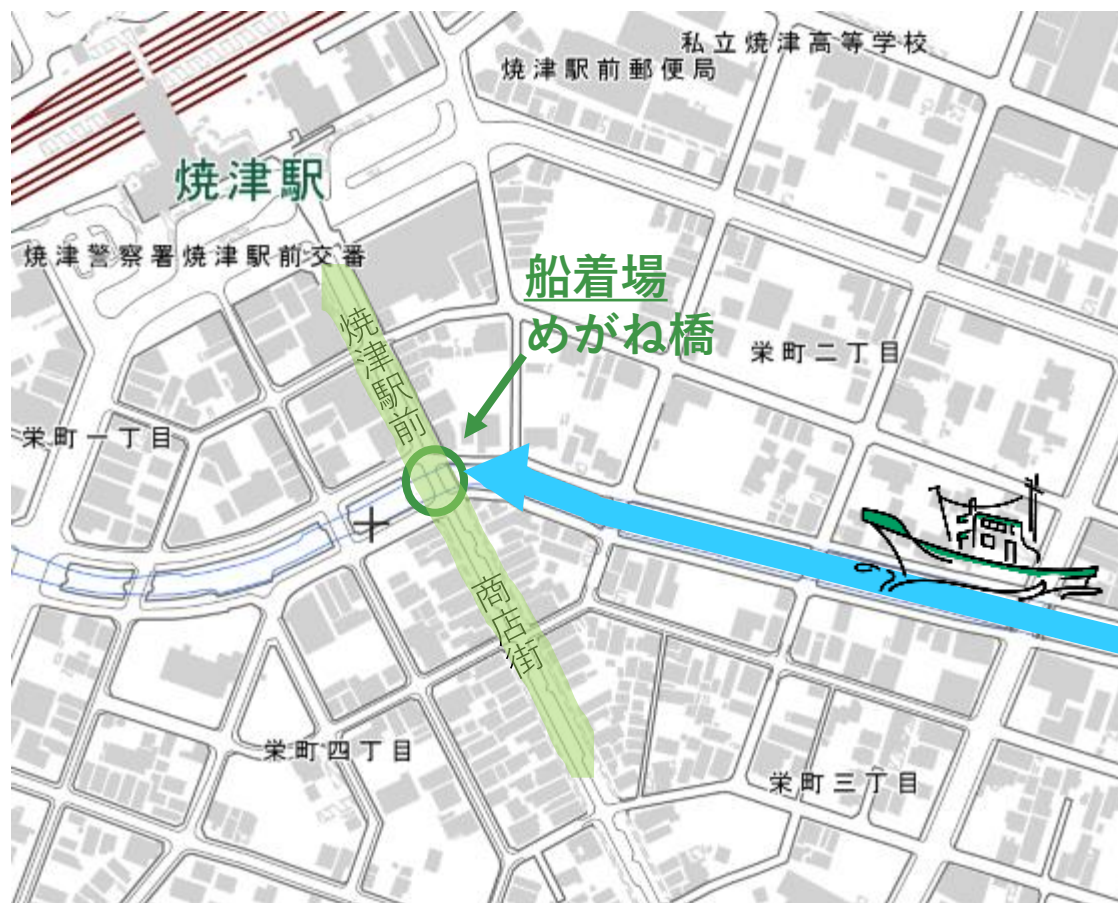 私立焼津高等学校
焼津駅前郵便局
焼津駅
焼津警察署焼津駅前交番
船着場
めがね橋
焼津駅前
商店街
栄町二丁目
栄町一丁目
栄町四丁目
栄町三丁目